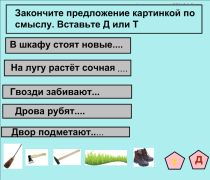 Закончите предложение картинкой по
смыслу. Вставьте Д или Т
В шкафу стоят новые....
На лугу растёт сочная ....
Гвозди забивают...
Дрова рубят....
Двор подметают.....
т
Д